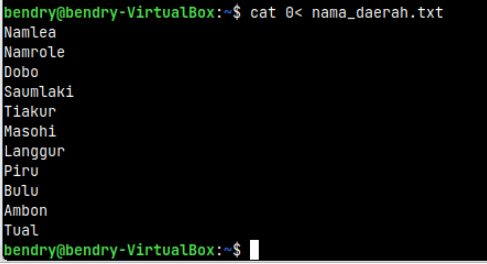 bendry@bendry-VirtualBox:~$ cat 0< nama_daerah.txt
Namlea
Namrole
Dobo
Saumlaki
Tiakur
Masohi
Langgur
Piru
Bulu
Ambon
Tual
bendry@bendry-VirtualBox:~$